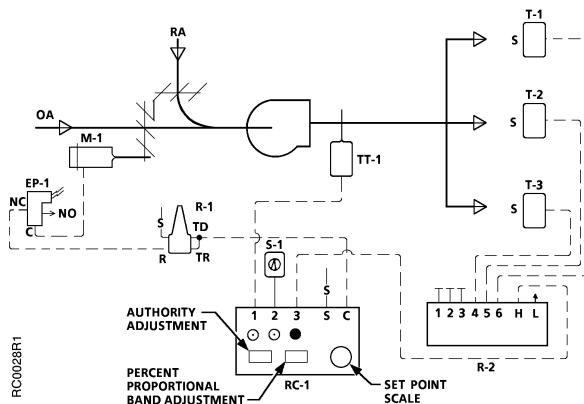 T-1
S
RA
T-2
S
OA
M-1
TT-1
EP-1
NC
NO
C
R-1
S
TD
R
TR
S-1
T-3
S
S
1 2 3 S C
1 2 3 4 5 6 H L
R-2
AUTHORITY
ADJUSTMENT
PERCENT
PROPORTIONAL
BAND ADJUSTMENT
RC-1
SET POINT
SCALE
RC0028R1